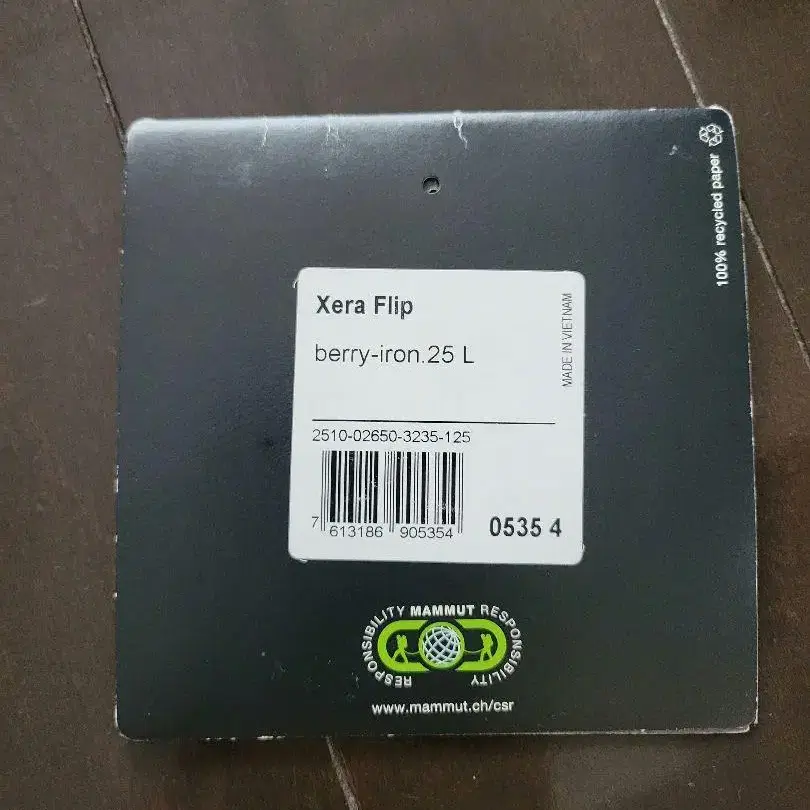 100% recycled paper
Xera Flip
berry-iron.25 L
MADE IN VIETNAM
2510-02650-3235-125
7 613186 905354
0535 4
RESPONSIBILITY MAMMUT RESPONSIBILITY
www.mammut.ch/csr